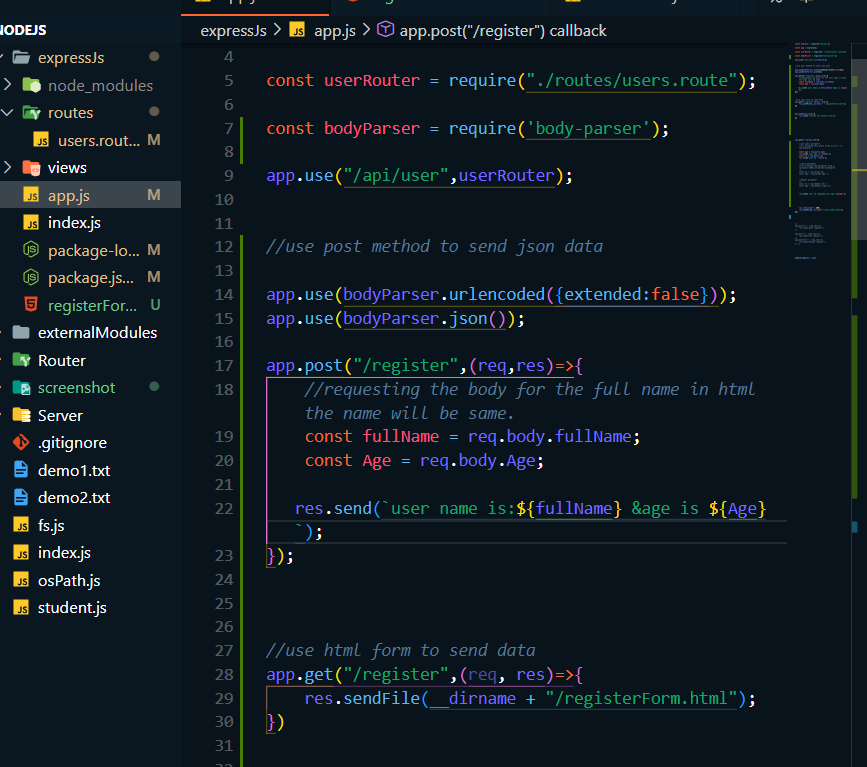 NODEJS
expressJs
node_modules
routes
users.rout... M
views
app.js M
index.js
package-lo... M
package.js... M
registerFor... U
externalModules
Router
screenshot
Server
.gitignore
demo1.txt
demo2.txt
fs.js
index.js
osPath.js
student.js
expressJs > JS app.js > app.post("/register") callback
4
5 const userRouter = require("./routes/users.route");
6
7 const bodyParser = require('body-parser');
8
9 app.use("/api/user",userRouter);
10
11
12 //use post method to send json data
13
14 app.use(bodyParser.urlencoded({extended:false}));
15 app.use(bodyParser.json());
16
17 app.post("/register",(req,res)=>{
18 //requesting the body for the full name in html
the name will be same.
19 const fullName = req.body.fullName;
20 const Age = req.body.Age;
21
22 res.send(`user name is:${fullName} &age is ${Age}
`);
23 });
24
25
26
27 //use html form to send data
28 app.get("/register",(req, res)=>{
29 res.sendFile(__dirname + "/registerForm.html");
30 })
31